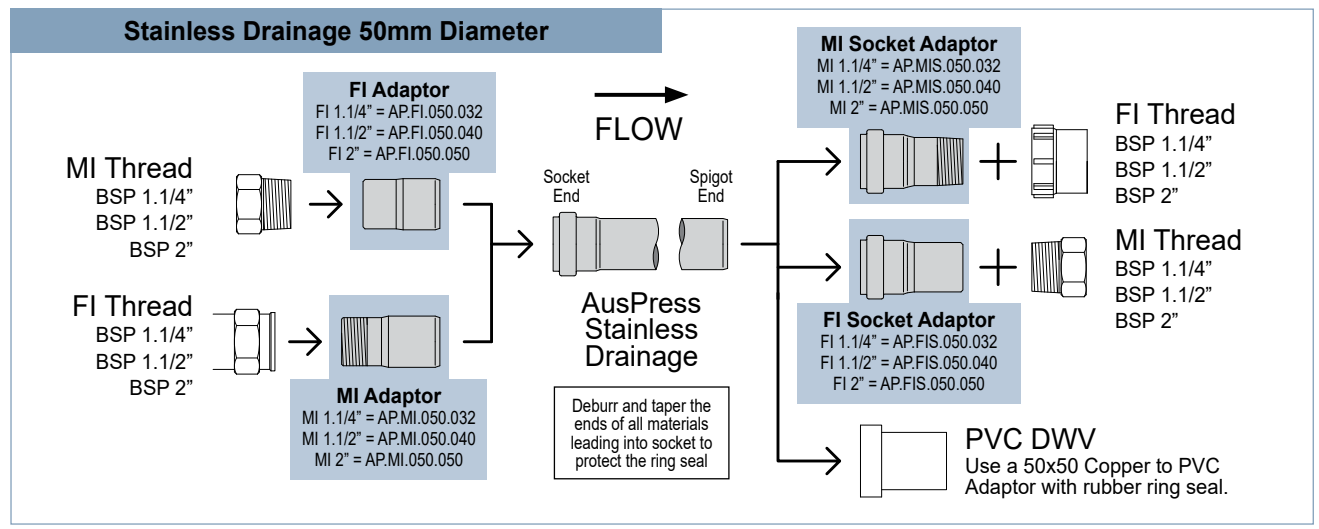 Stainless Drainage 50mm Diameter
FI Adaptor
FI 1.1/4” = AP.FI.050.032
FI 1.1/2” = AP.FI.050.040
FI 2” = AP.FI.050.050
MI Thread
BSP 1.1/4”
BSP 1.1/2”
BSP 2”
FI Thread
BSP 1.1/4”
BSP 1.1/2”
BSP 2”
MI Adaptor
MI 1.1/4” = AP.MI.050.032
MI 1.1/2” = AP.MI.050.040
MI 2” = AP.MI.050.050
FLOW
Socket
End
Spigot
End
AusPress
Stainless
Drainage
Deburr and taper the
ends of all materials
leading into socket to
protect the ring seal
MI Socket Adaptor
MI 1.1/4” = AP.MIS.050.032
MI 1.1/2” = AP.MIS.050.040
MI 2” = AP.MIS.050.050
FI Thread
BSP 1.1/4”
BSP 1.1/2”
BSP 2”
MI Thread
BSP 1.1/4”
BSP 1.1/2”
BSP 2”
FI Socket Adaptor
FI 1.1/4” = AP.FIS.050.032
FI 1.1/2” = AP.FIS.050.040
FI 2” = AP.FIS.050.050
PVC DWV
Use a 50x50 Copper to PVC
Adaptor with rubber ring seal.